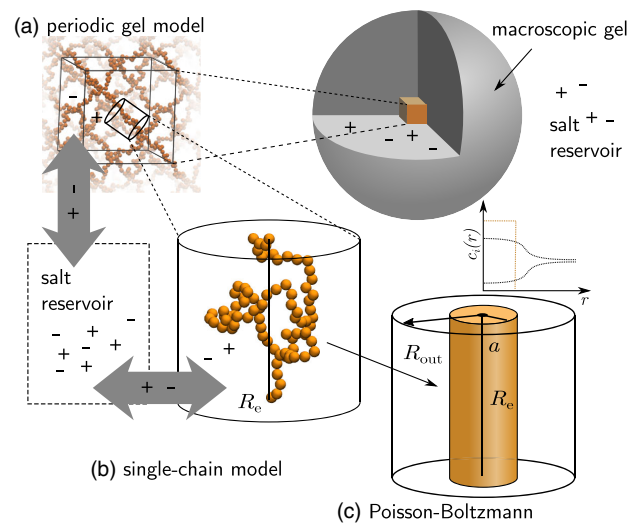 (a) periodic gel model
macroscopic gel
-
+
+
-
+
-
+ -
salt + -
reservoir
+
-
-
+
c_i(r)
r
salt
reservoir
- -
+ + +
- -
+ -
- +
R_e
R_out
a
R_e
(b) single-chain model
(c) Poisson-Boltzmann